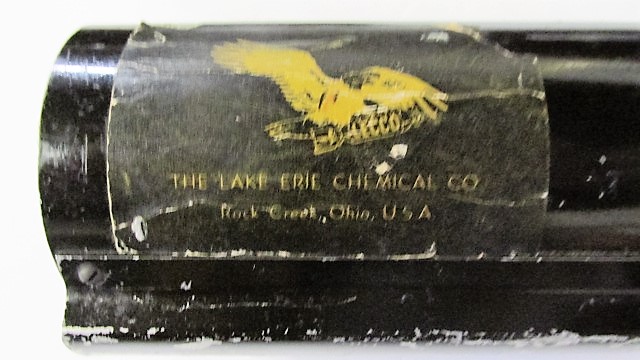 THE LAKE ERIE CHEMICAL CO
Rock Creek, Ohio, U S A